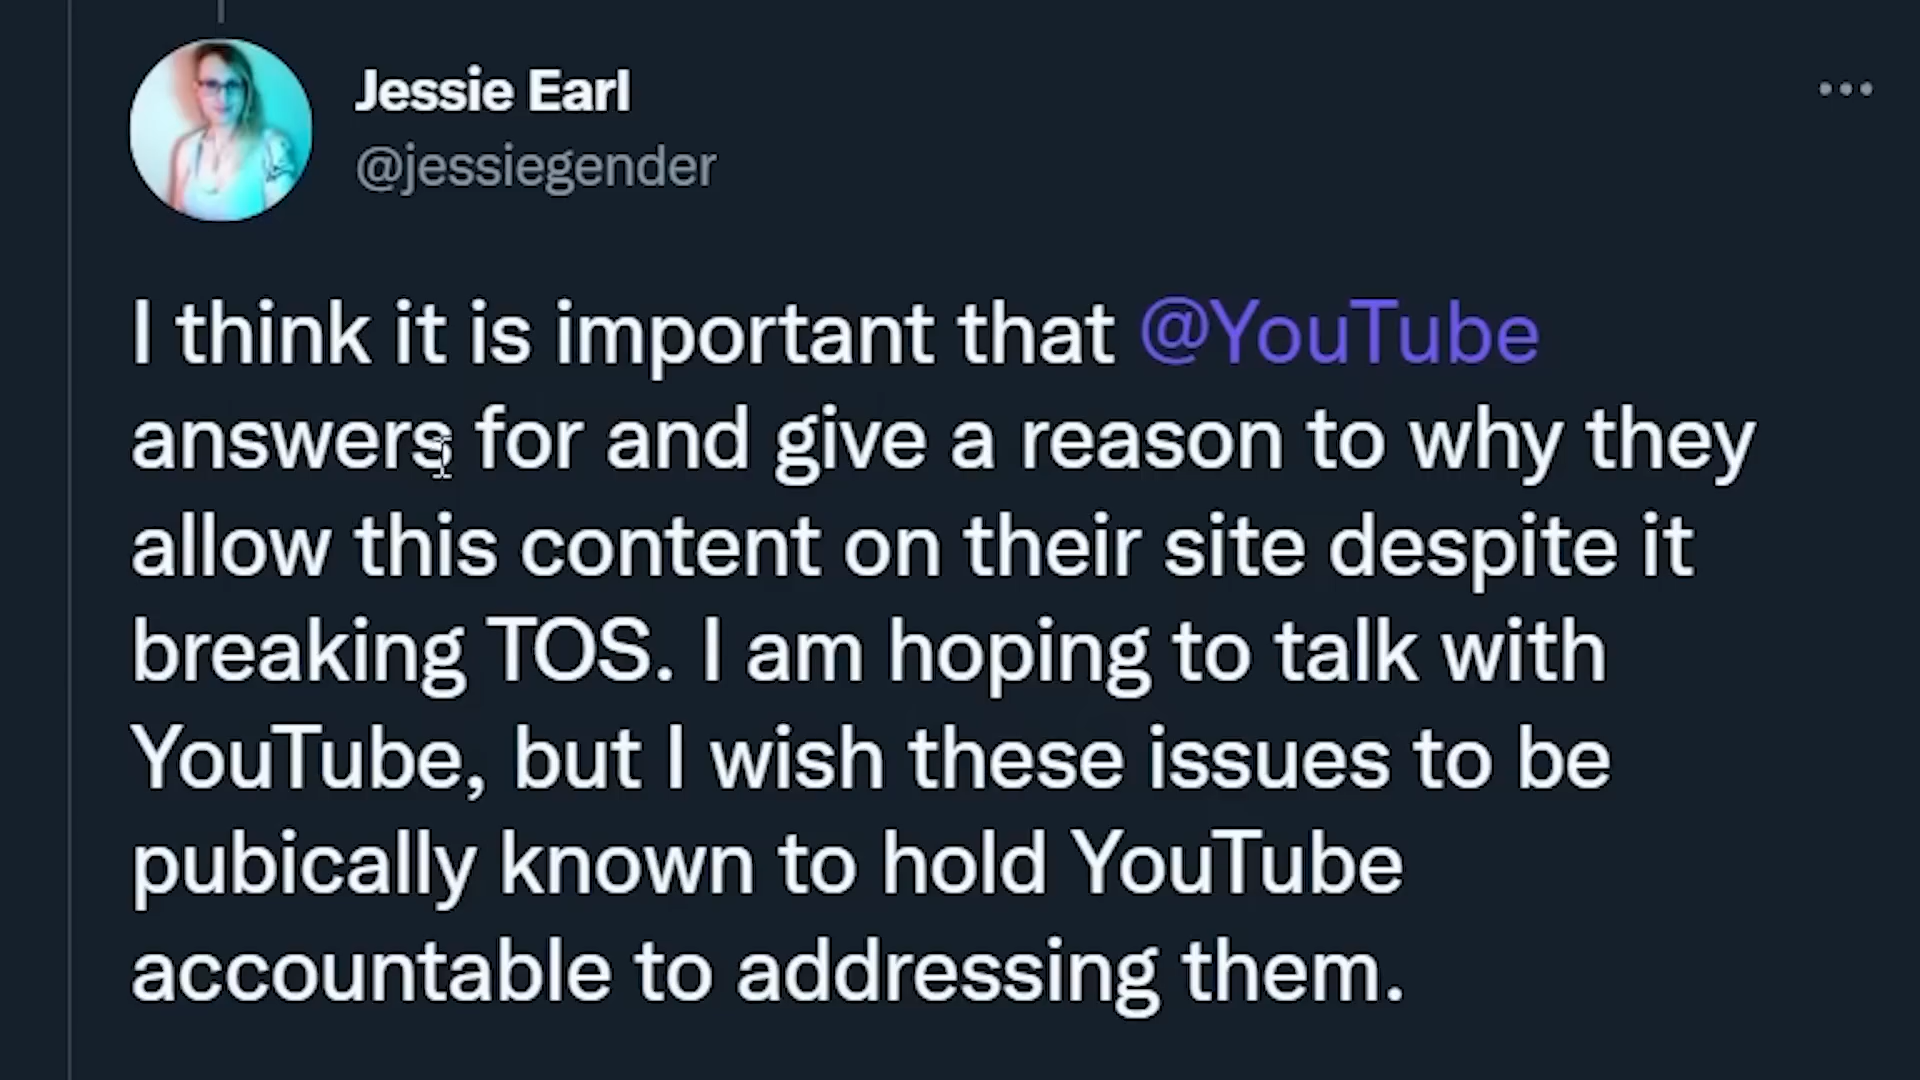 Jessie Earl
@jessiegender
I think it is important that @YouTube
answers for and give a reason to why they
allow this content on their site despite it
breaking TOS. I am hoping to talk with
YouTube, but I wish these issues to be
pubically known to hold YouTube
accountable to addressing them.